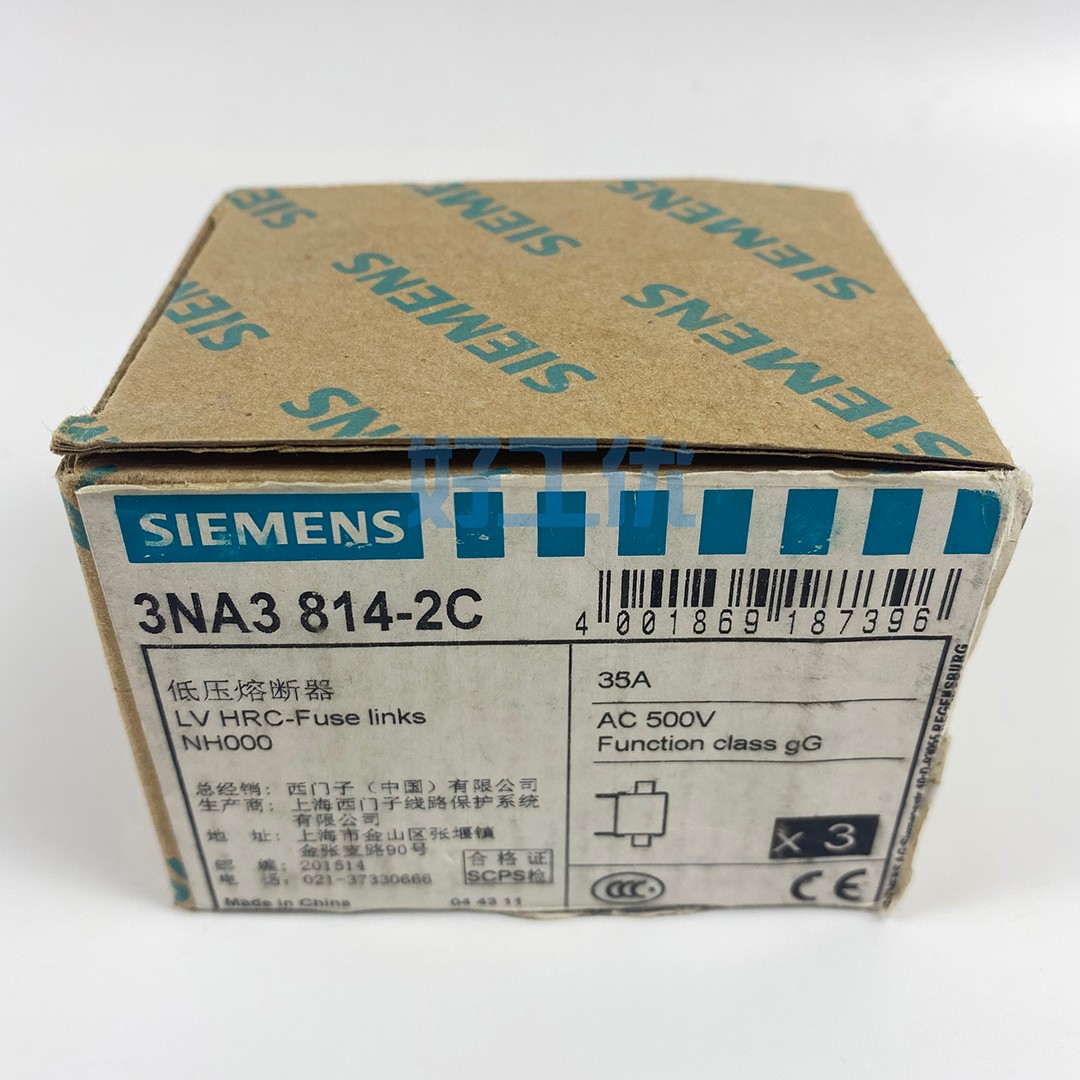 SIEMENS
SIEMENS
SIEMENS
SIEMENS
SIEMENS
好工优
SIEMENS
3NA3 814-2C
4 001869 187396
低压熔断器
LV HRC-Fuse links
NH000
35A
AC 500V
Function class gG
总经销：西门子（中国）有限公司
生产商：上海西门子线路保护系统
有限公司
地 址：上海市金山区张堰镇
金张支路90号
邮 编：201514
电 话：021-37330666
合格证
SCPS检
x 3
CCC
CE
Made in China
04 43 11
REGENSBURG